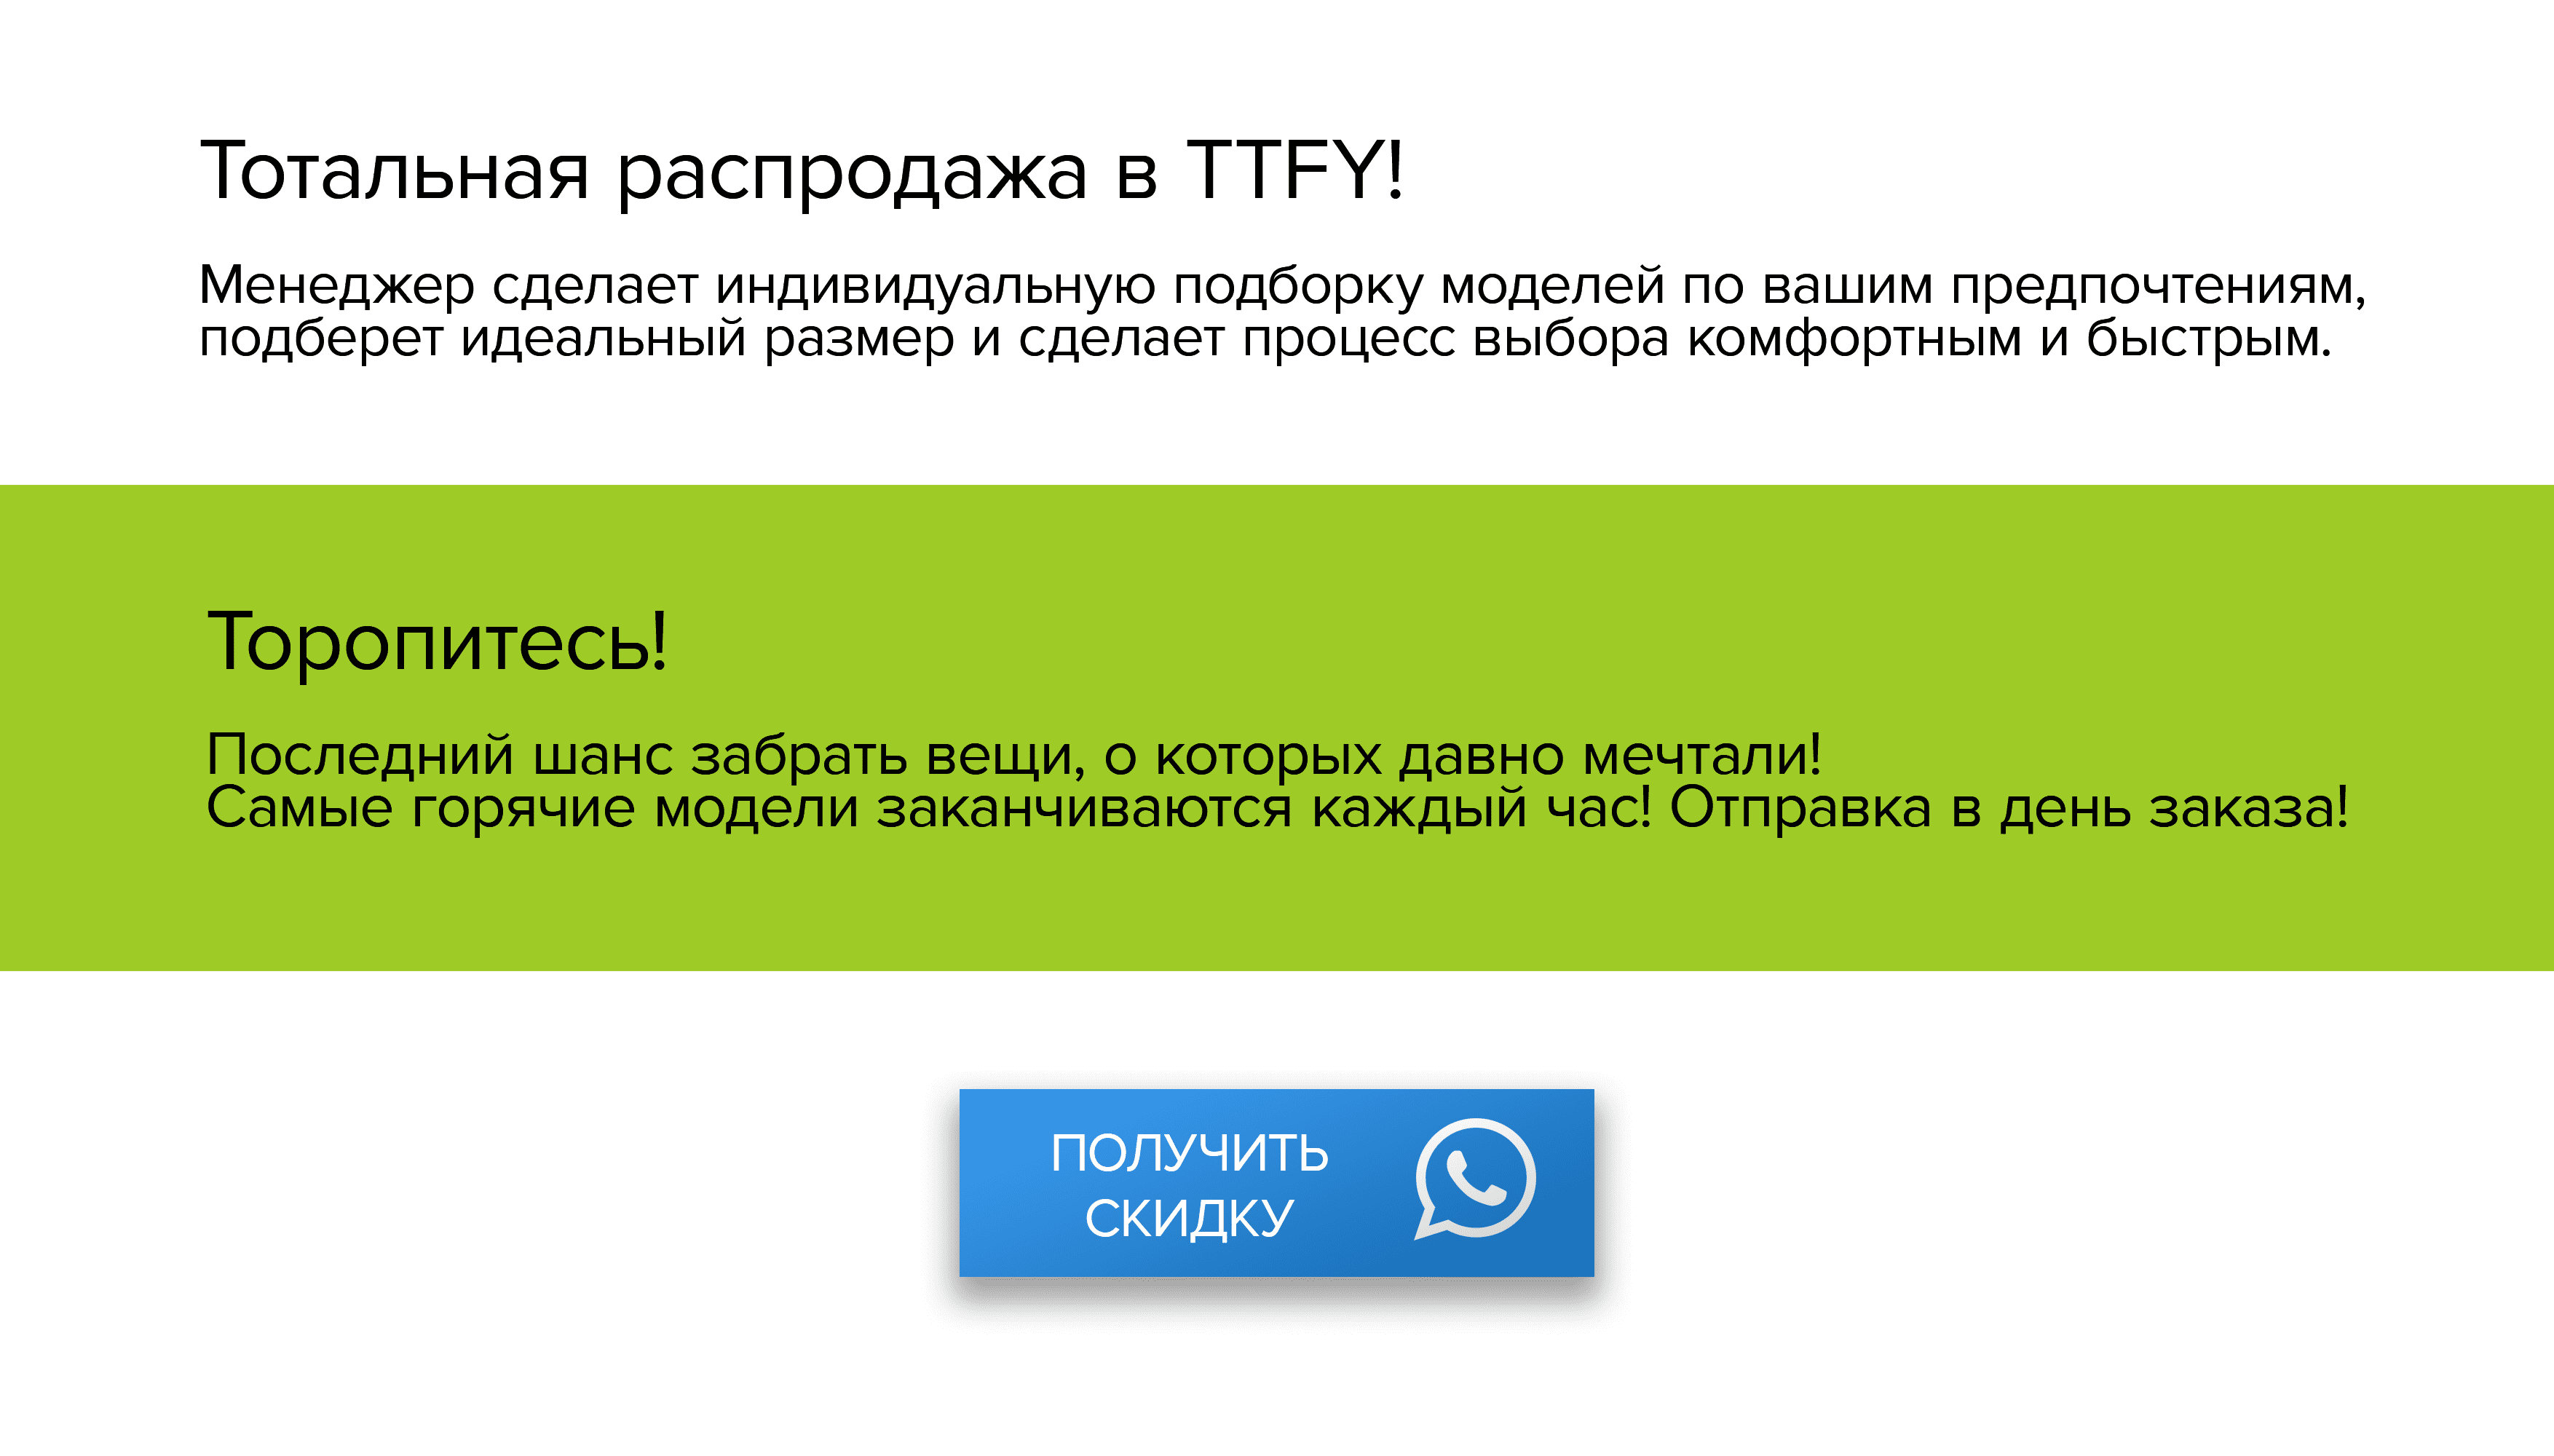 Тотальная распродажа в TTFY!
Менеджер сделает индивидуальную подборку моделей по вашим предпочтениям,
подберет идеальный размер и сделает процесс выбора комфортным и быстрым.
Торопитесь!
Последний шанс забрать вещи, о которых давно мечтали!
Самые горячие модели заканчиваются каждый час! Отправка в день заказа!
ПОЛУЧИТЬ
СКИДКУ